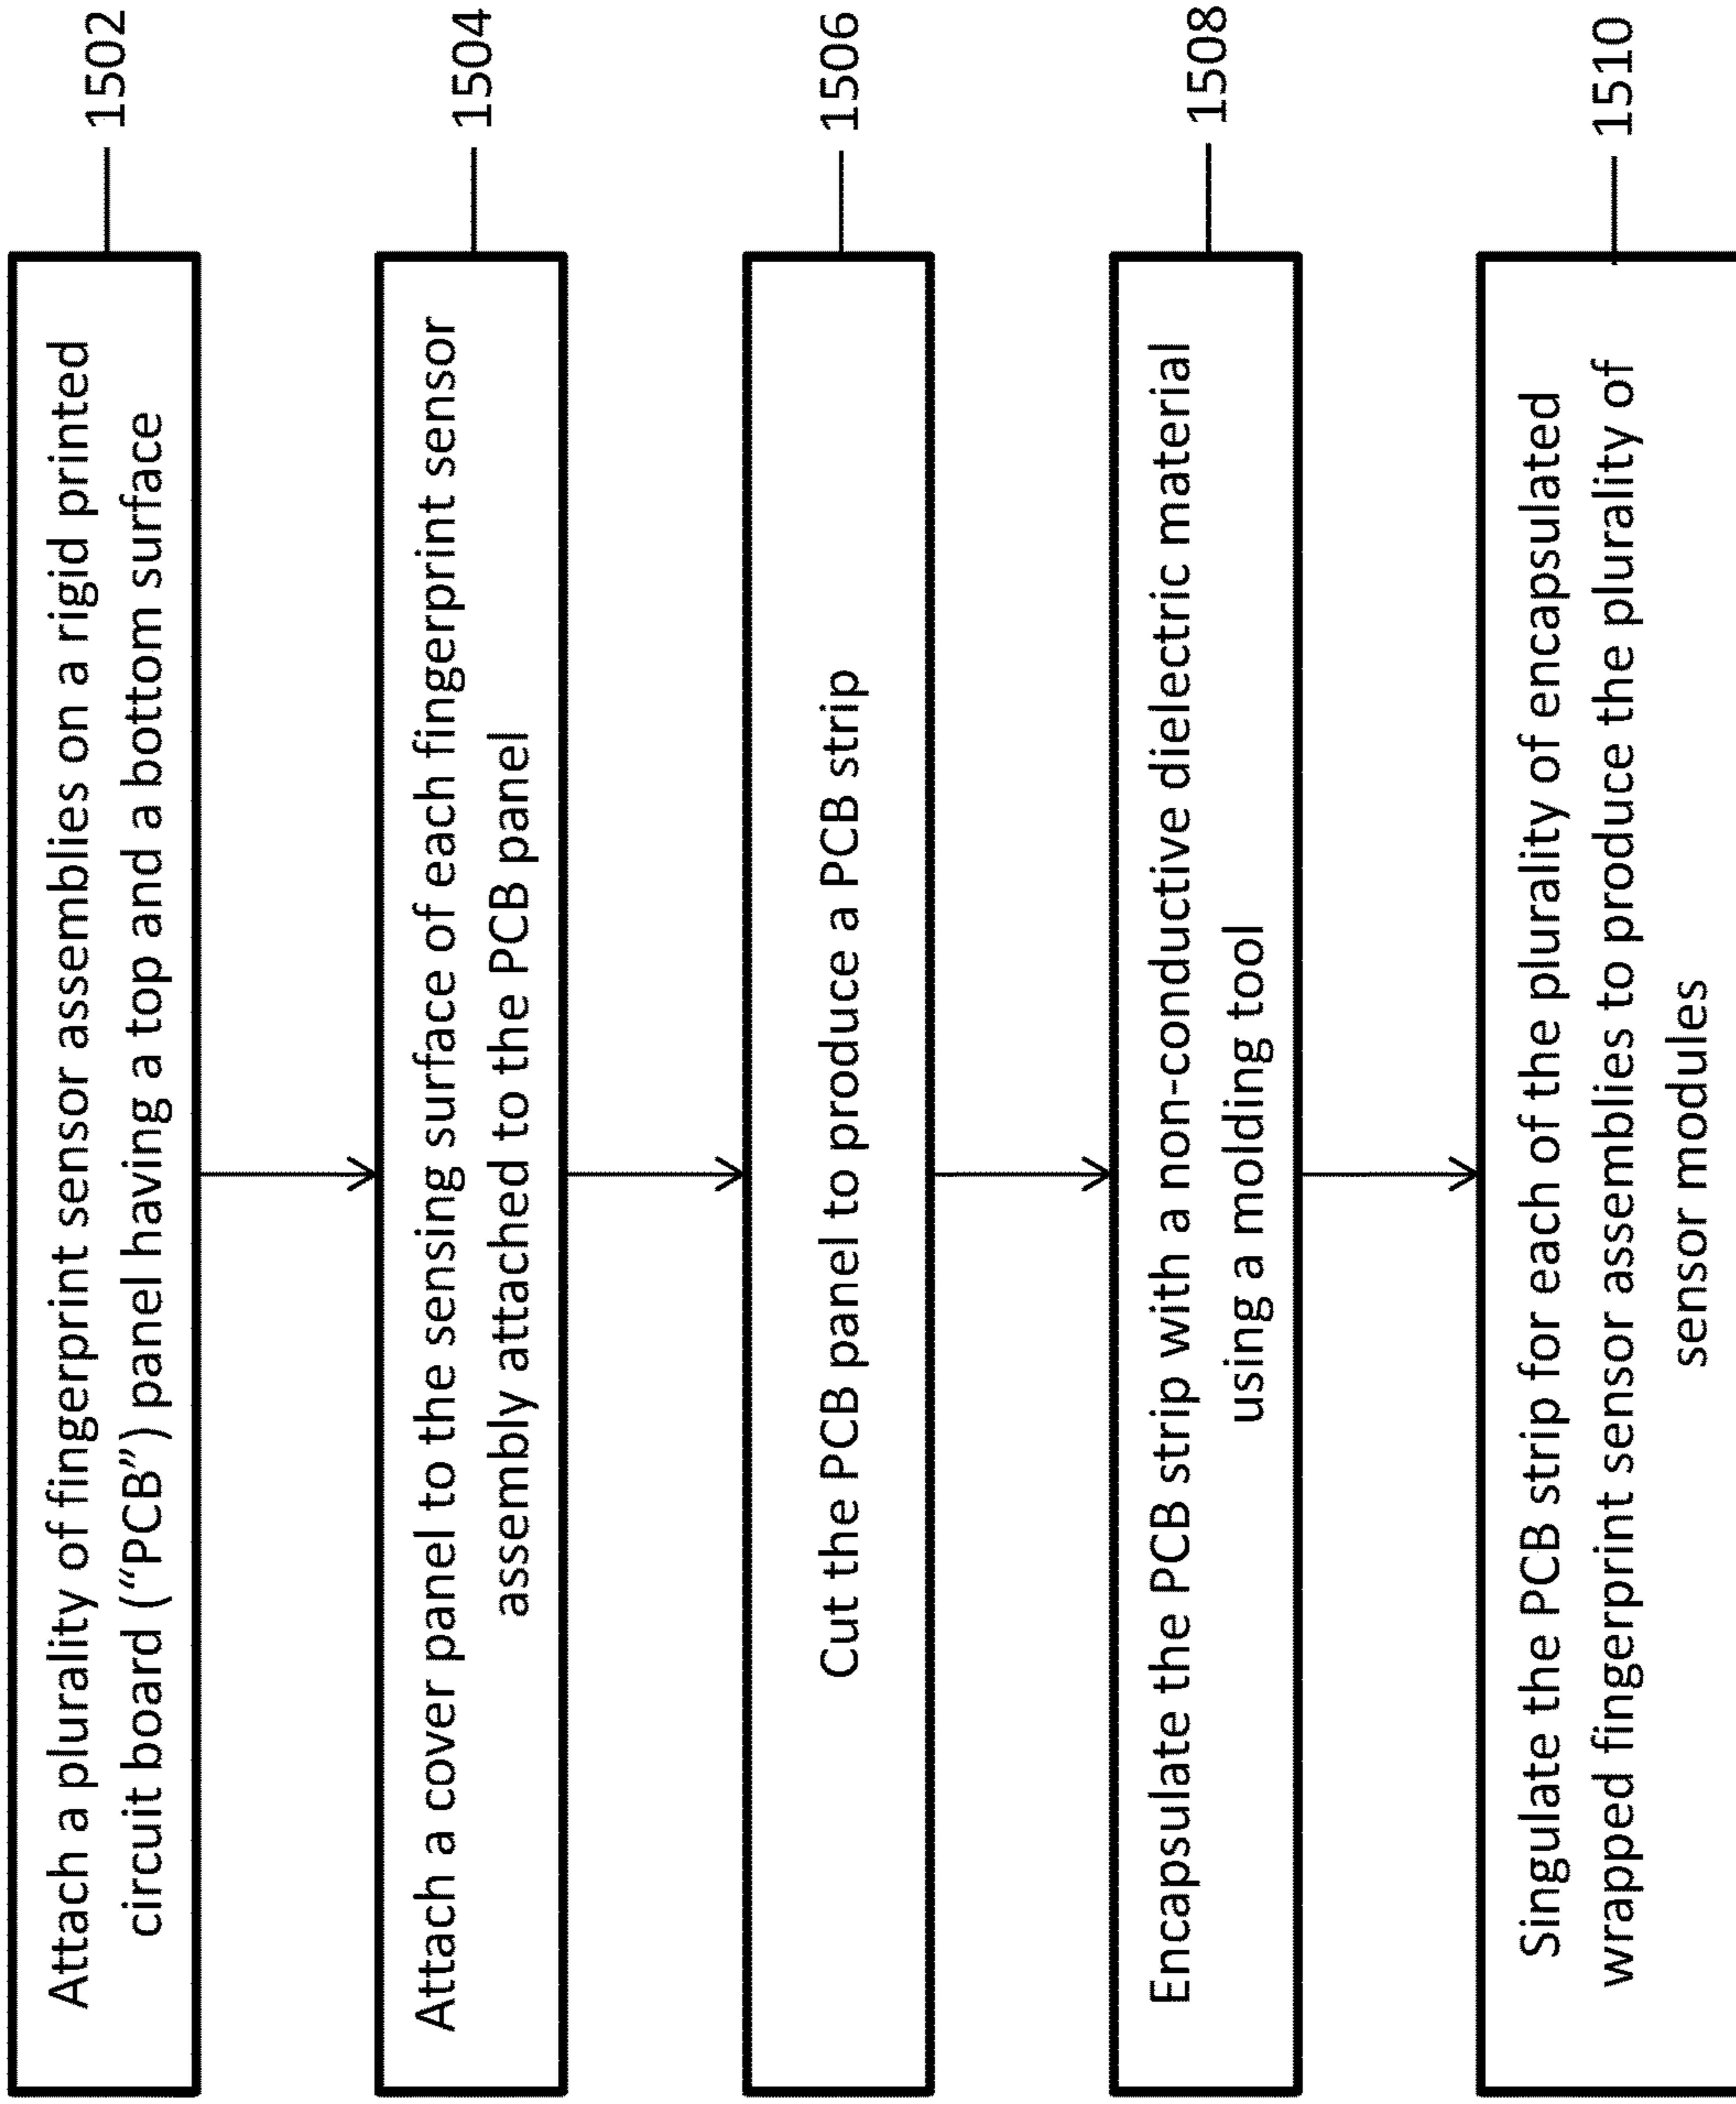 Attach a plurality of fingerprint sensor assemblies on a rigid printed
circuit board (“PCB”) panel having a top and a bottom surface
1502
Attach a cover panel to the sensing surface of each fingerprint sensor
assembly attached to the PCB panel
1504
Cut the PCB panel to produce a PCB strip
1506
Encapsulate the PCB strip with a non-conductive dielectric material
using a molding tool
1508
Singulate the PCB strip for each of the plurality of encapsulated
wrapped fingerprint sensor assemblies to produce the plurality of
sensor modules
1510